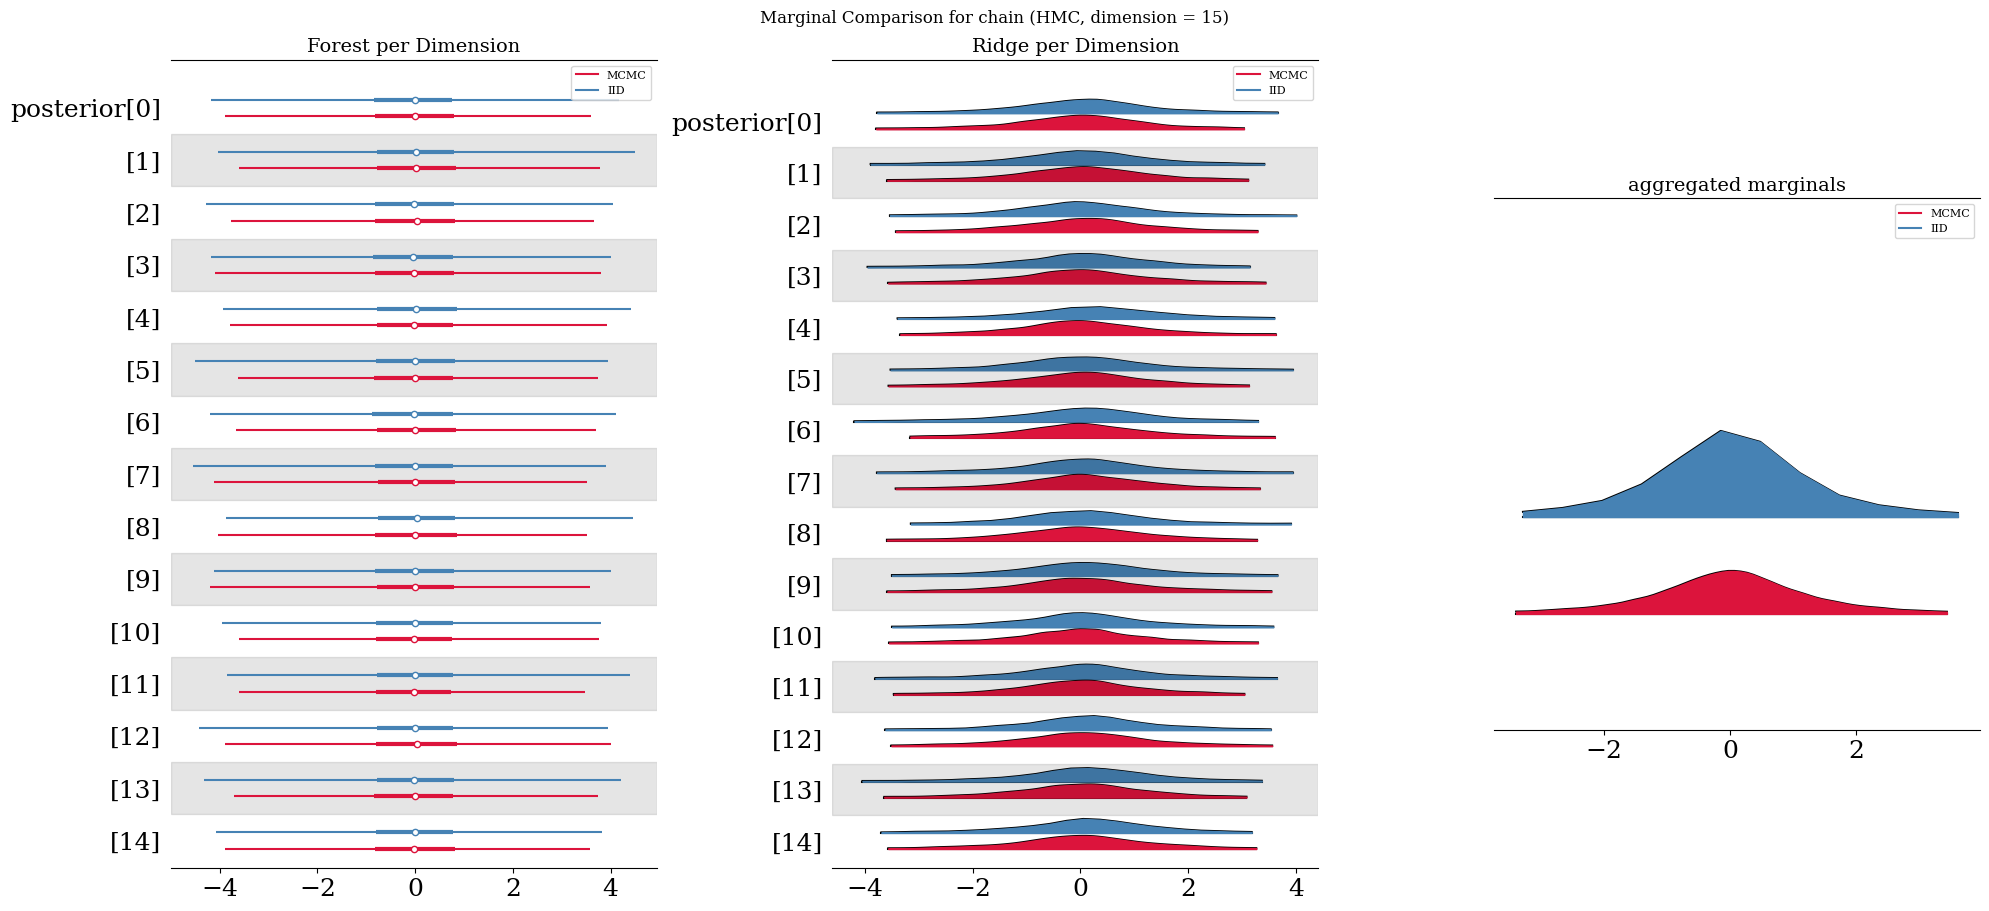 Marginal Comparison for chain (HMC, dimension = 15)
Forest per Dimension
MCMC
IID
posterior[0]
[1]
[2]
[3]
[4]
[5]
[6]
[7]
[8]
[9]
[10]
[11]
[12]
[13]
[14]
−4 −2 0 2 4
Ridge per Dimension
MCMC
IID
posterior[0]
[1]
[2]
[3]
[4]
[5]
[6]
[7]
[8]
[9]
[10]
[11]
[12]
[13]
[14]
−4 −2 0 2 4
aggregated marginals
MCMC
IID
−2 0 2